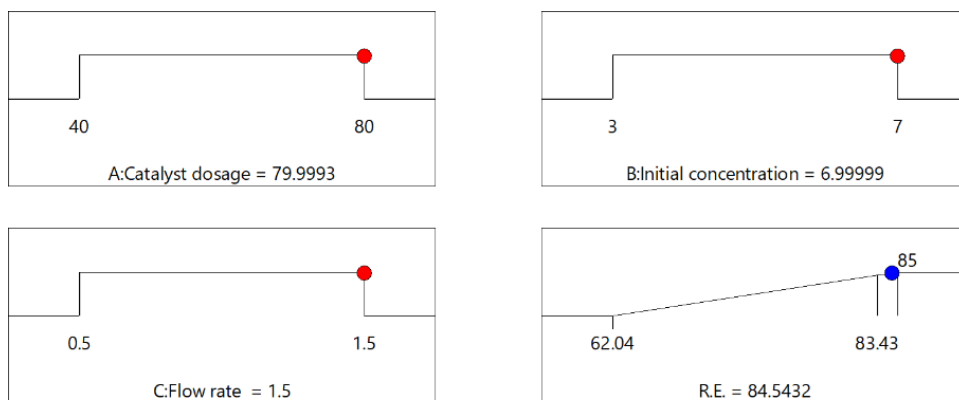 40 80
A:Catalyst dosage = 79.9993
3 7
B:Initial concentration = 6.99999
0.5 1.5
C:Flow rate = 1.5
85
62.04 83.43
R.E. = 84.5432